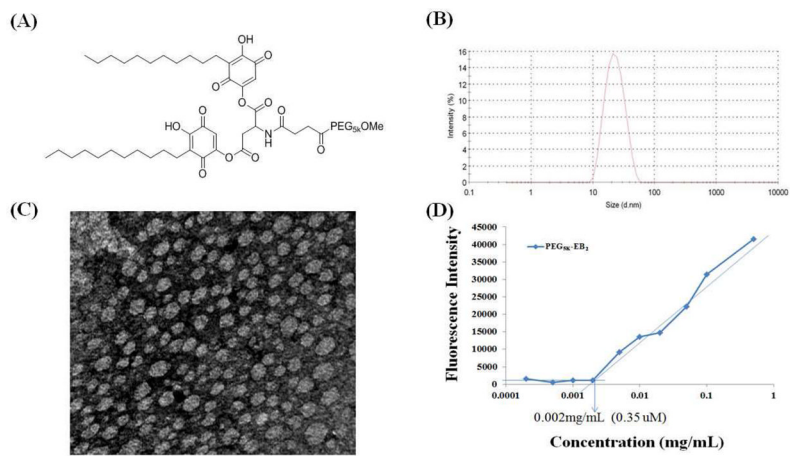 (A)
OH
O
O
O
O
HO
O
O
O
N
H
O
PEG5kOMe
O
O
O
O
(B)
Intensity (%)
16
14
12
10
8
6
4
2
0
0.1 1 10 100 1000 10000
Size (d.nm)
(C)
(D)
Fluorescence Intensity
45000
40000
35000
30000
25000
20000
15000
10000
5000
0
PEG5K-EB2
0.0001 0.001 0.01 0.1 1
0.002mg/mL (0.35 uM)
Concentration (mg/mL)